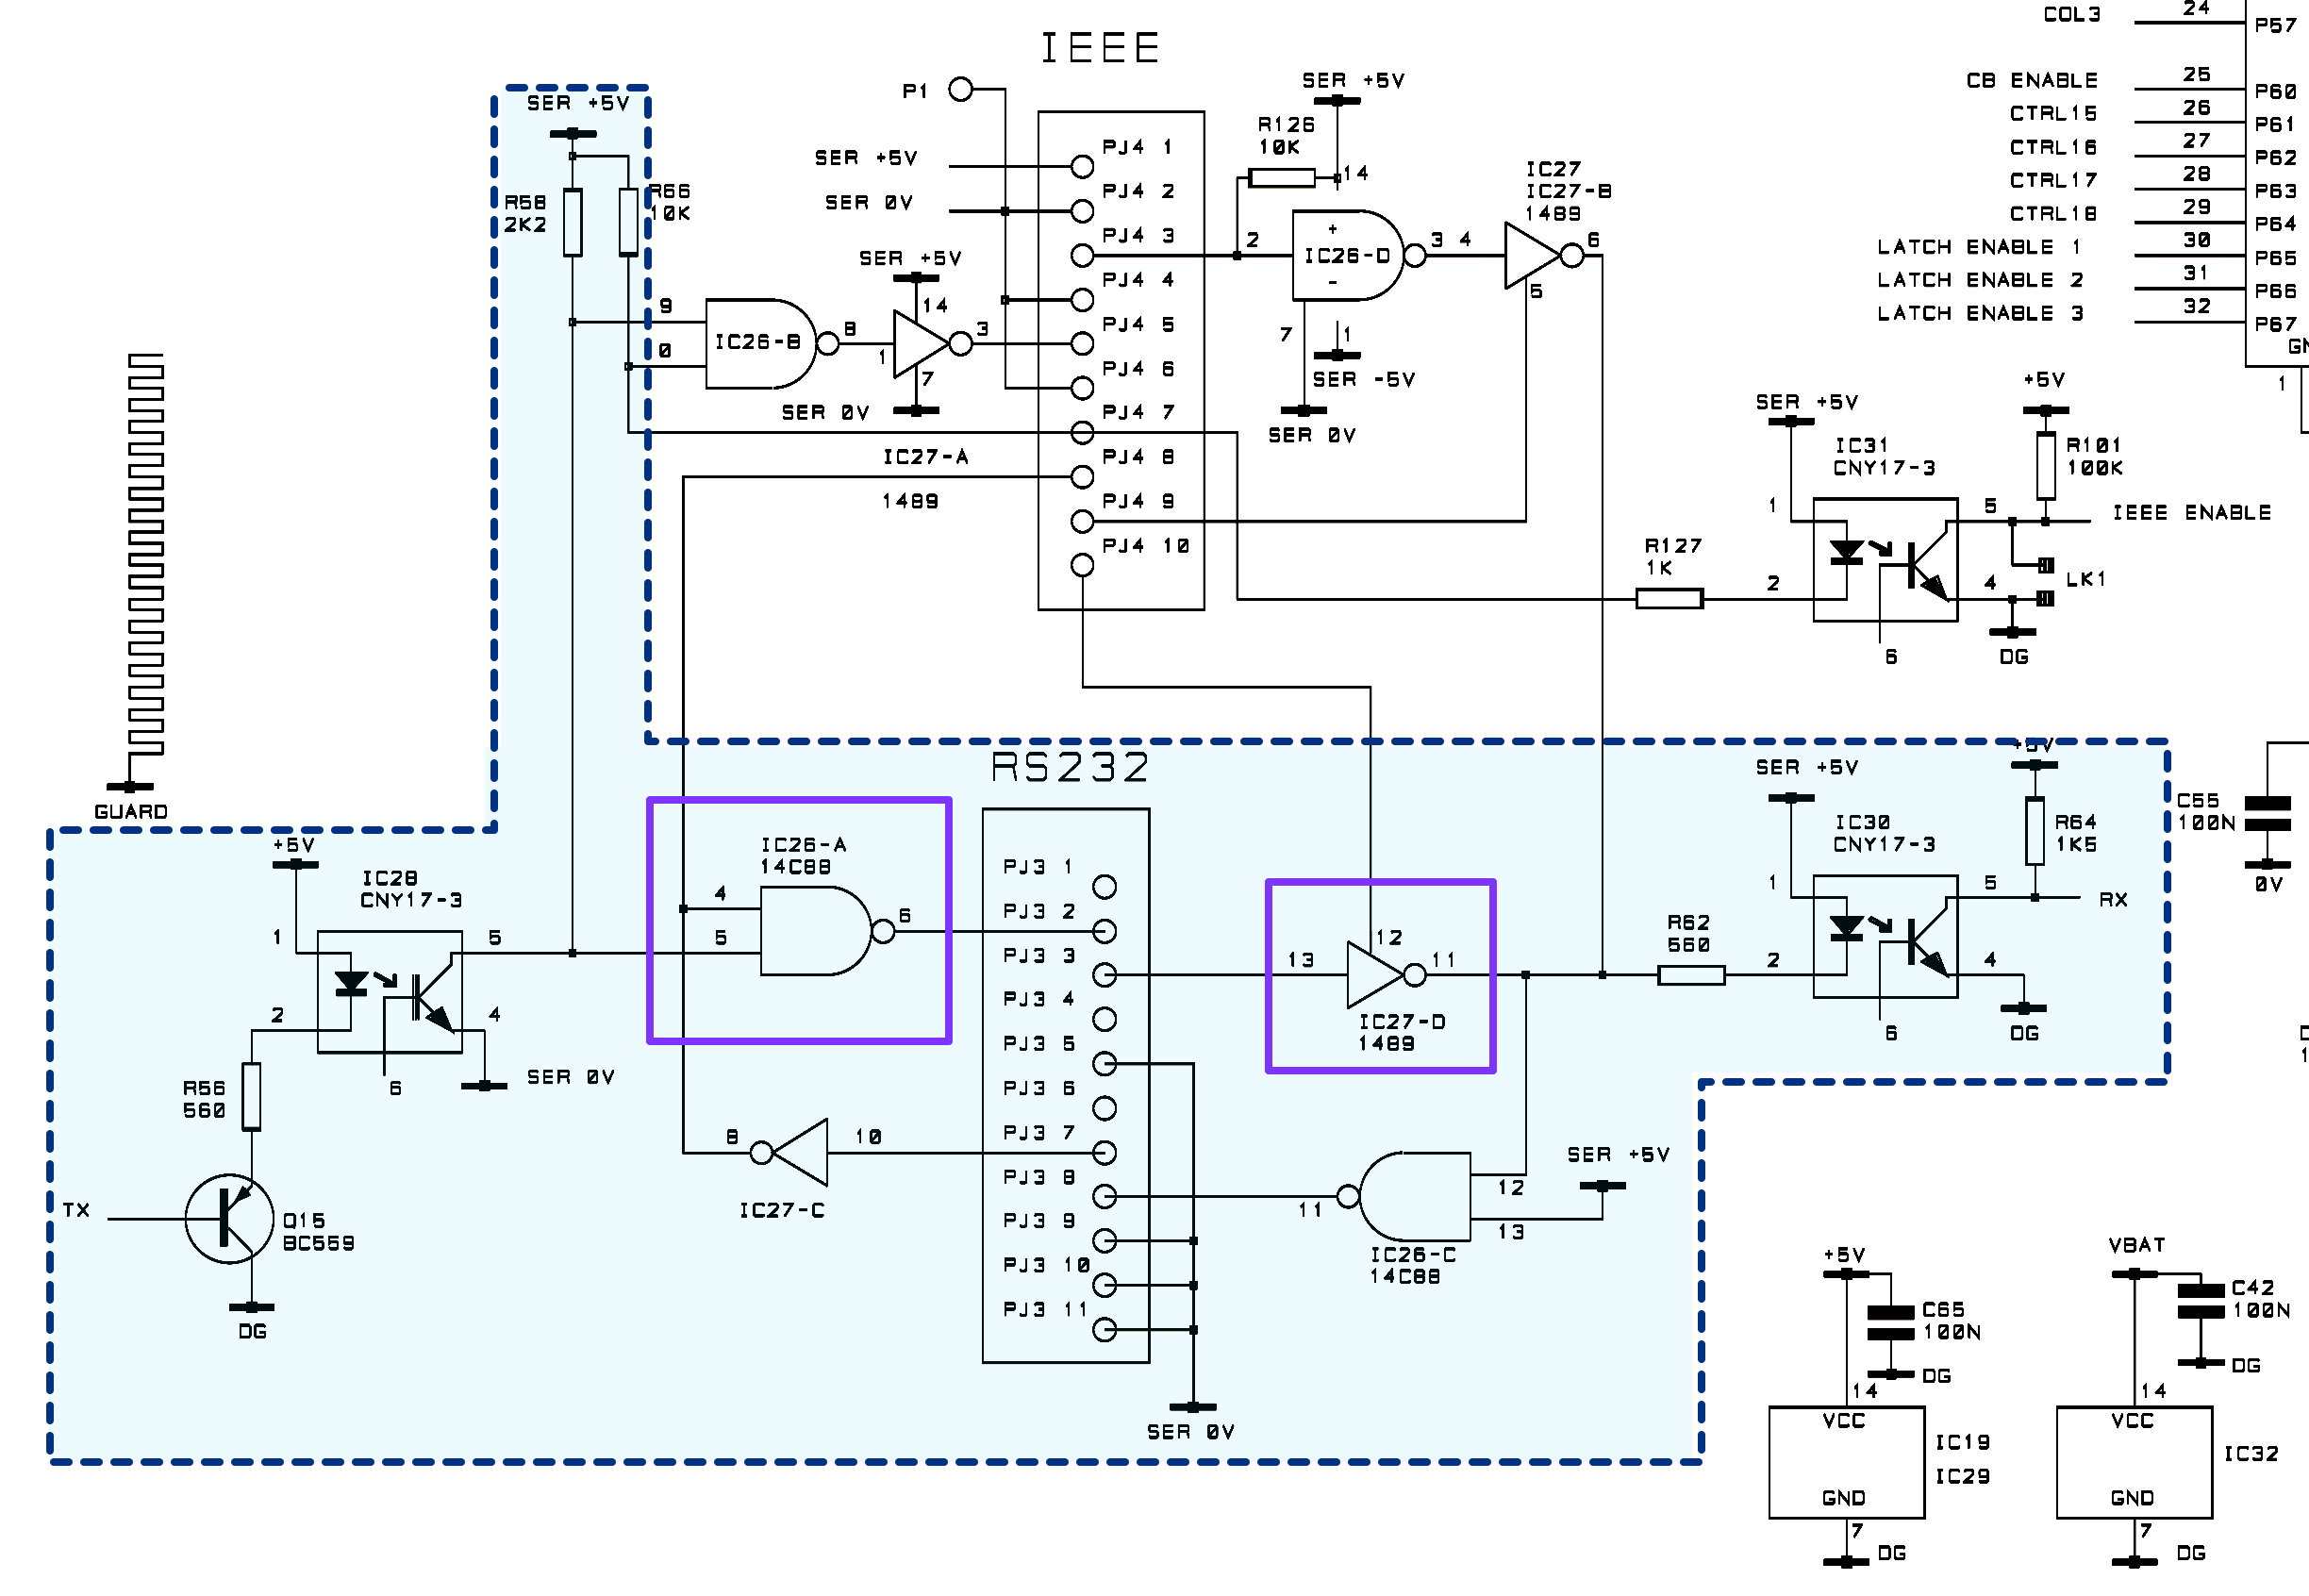 IEEE
COL3 24 P57
CB ENABLE 25 P60
CTRL15 26 P61
CTRL16 27 P62
CTRL17 28 P63
CTRL18 29 P64
LATCH ENABLE 1 30 P65
LATCH ENABLE 2 31 P66
LATCH ENABLE 3 32 P67
1
SER +5V
R58
2K2
R66
10K
P1
SER +5V
SER 0V
PJ4 1
PJ4 2
PJ4 3
PJ4 4
PJ4 5
PJ4 6
PJ4 7
PJ4 8
PJ4 9
PJ4 10
SER +5V
R126
10K
14
2
+
IC26-D
-
3 4
7
1
SER -5V
SER 0V
IC27
IC27-B
1489
6
5
9
0
IC26-B
8
1
SER +5V
14
3
7
SER 0V
IC27-A
1489
GUARD
SER +5V
IC31
CNY17-3
1
2
5
4
6
+5V
R101
100K
IEEE ENABLE
LK1
DG
R127
1K
RS232
+5V
IC28
CNY17-3
1
2
5
4
6
SER 0V
R56
560
TX
Q15
BC559
DG
IC26-A
14C88
4
5
6
PJ3 1
PJ3 2
PJ3 3
PJ3 4
PJ3 5
PJ3 6
PJ3 7
PJ3 8
PJ3 9
PJ3 10
PJ3 11
SER 0V
8
10
IC27-C
13
12
11
IC27-D
1489
R62
560
SER +5V
IC30
CNY17-3
1
2
5
4
6
+5V
R64
1K5
RX
DG
C55
100N
0V
11
12
13
IC26-C
14C88
SER +5V
+5V
C65
100N
DG
14
VCC
GND
7
DG
IC19
IC29
VBAT
C42
100N
DG
14
VCC
GND
7
DG
IC32